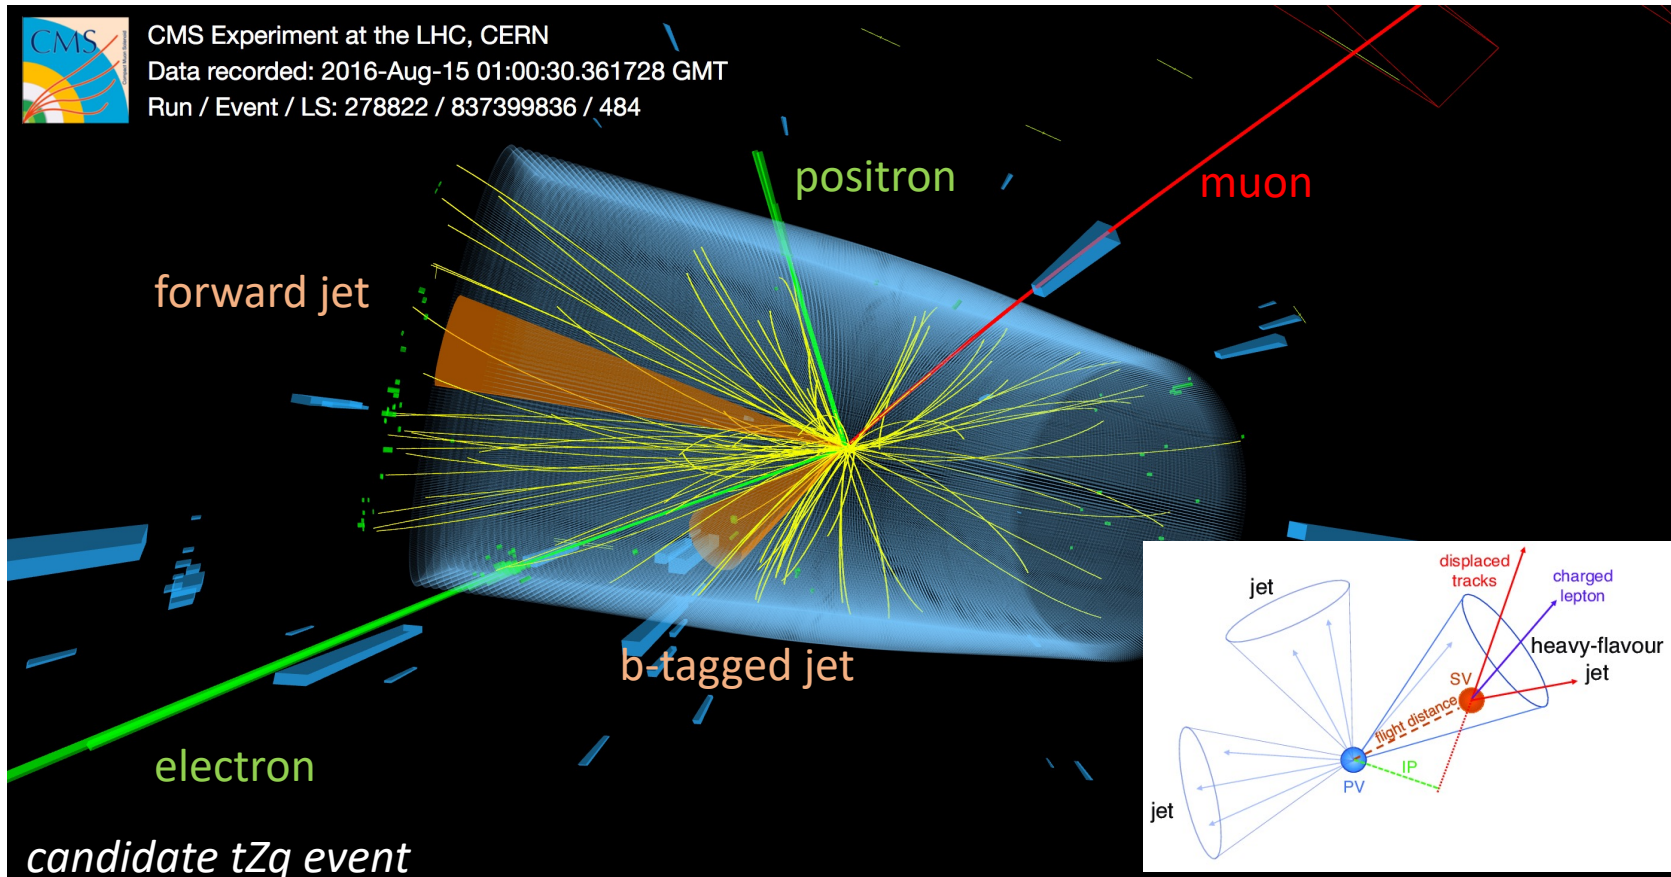 CMS
CMS Experiment at the LHC, CERN
Data recorded: 2016-Aug-15 01:00:30.361728 GMT
Run / Event / LS: 278822 / 837399836 / 484
positron
muon
forward jet
b-tagged jet
electron
candidate tZq event
displaced
tracks
charged
lepton
jet
heavy-flavour
jet
SV
flight distance
IP
PV
jet